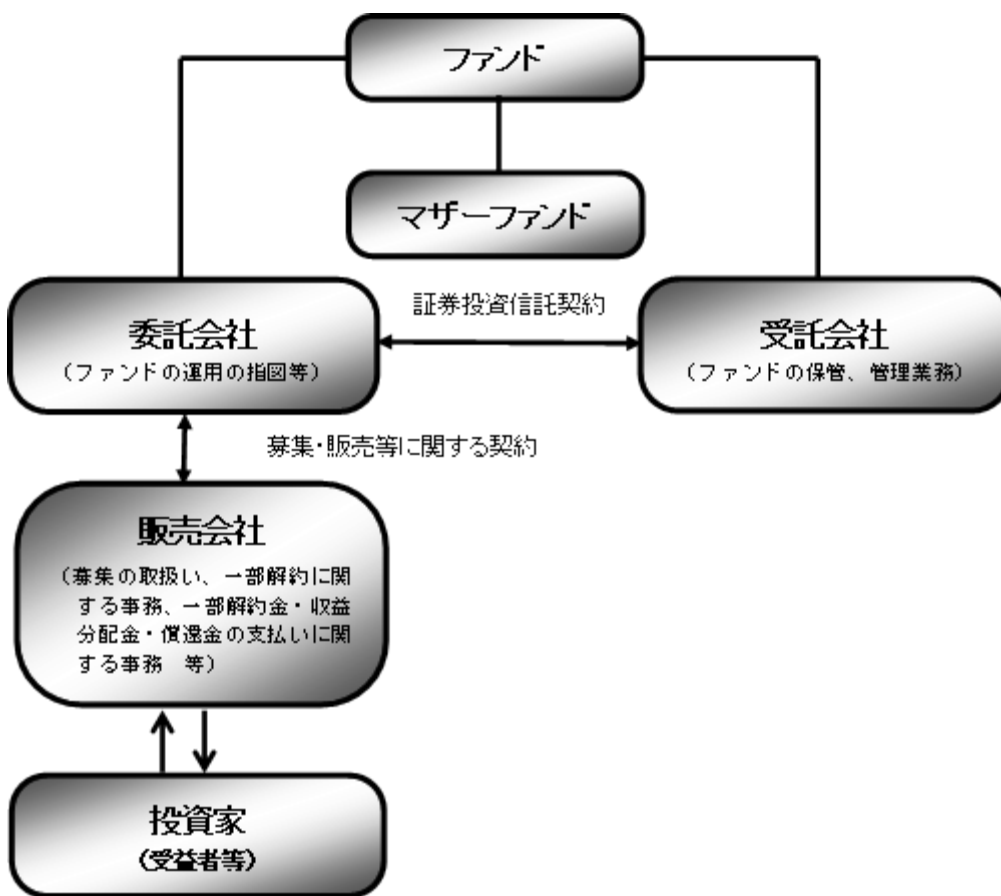 ファンド
マザーファンド
証券投資信託契約
委託会社
（ファンドの運用の指図等）
受託会社
（ファンドの保管、管理業務）
募集・販売等に関する契約
販売会社
（募集の取扱い、一部解約に関
する事務、一部解約金・収益
分配金・償還金の支払いに関
する事務　等）
投資家
（受益者等）